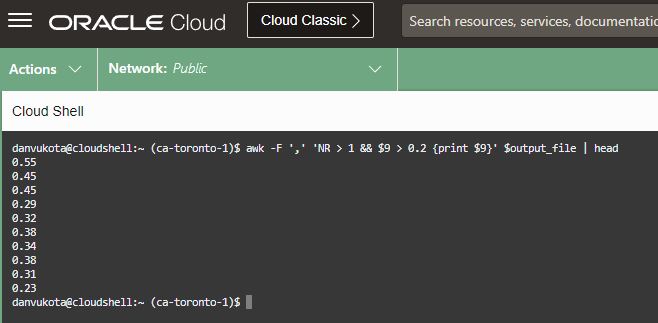 ORACLE Cloud
Cloud Classic >
Search resources, services, documentatic
Actions
Network: Public
Cloud Shell
danvukota@cloudshell:~ (ca-toronto-1)$ awk -F ',' 'NR > 1 && $9 > 0.2 {print $9}' $output_file | head
0.55
0.45
0.45
0.29
0.32
0.38
0.34
0.38
0.31
0.23
danvukota@cloudshell:~ (ca-toronto-1)$